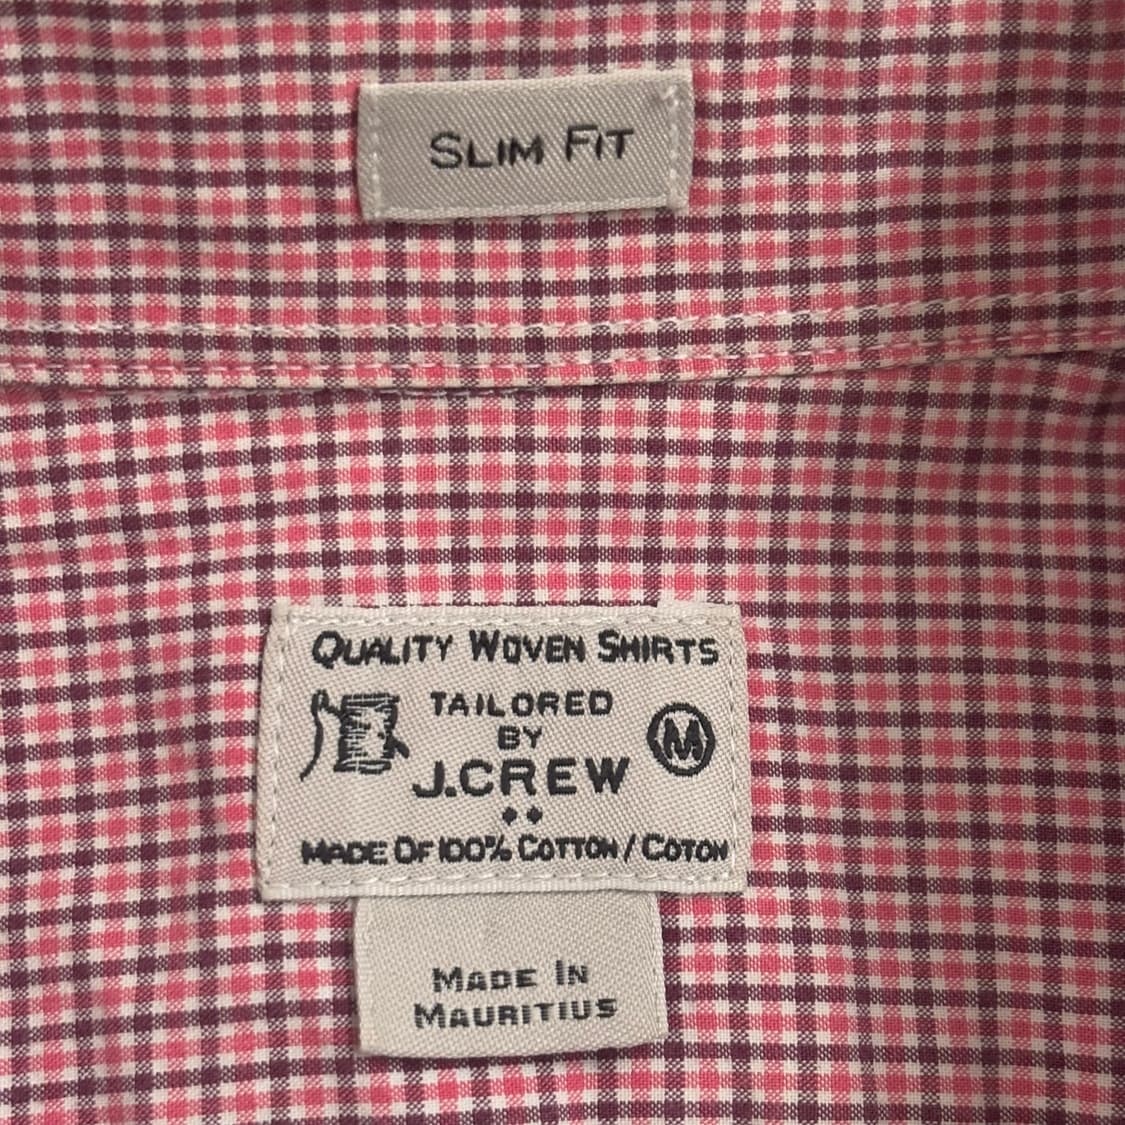 SLIM FIT
QUALITY WOVEN SHIRTS
TAILORED
BY
J.CREW
M
MADE OF 100% COTTON / COTON
MADE IN
MAURITIUS